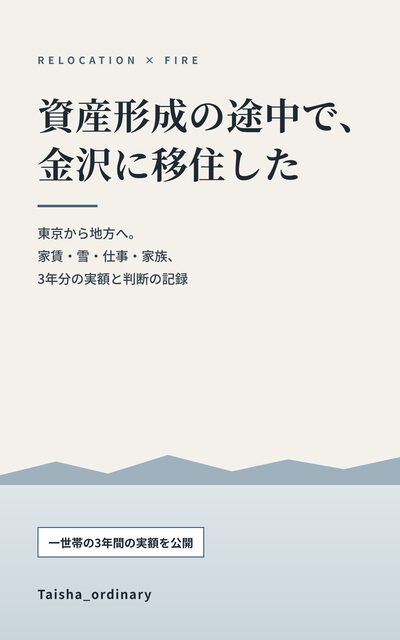 RELOCATION × FIRE
資産形成の途中で、
金沢に移住した
東京から地方へ。
家賃・雪・仕事・家族、
3年分の実額と判断の記録
一世帯の3年間の実額を公開
Taisha_ordinary